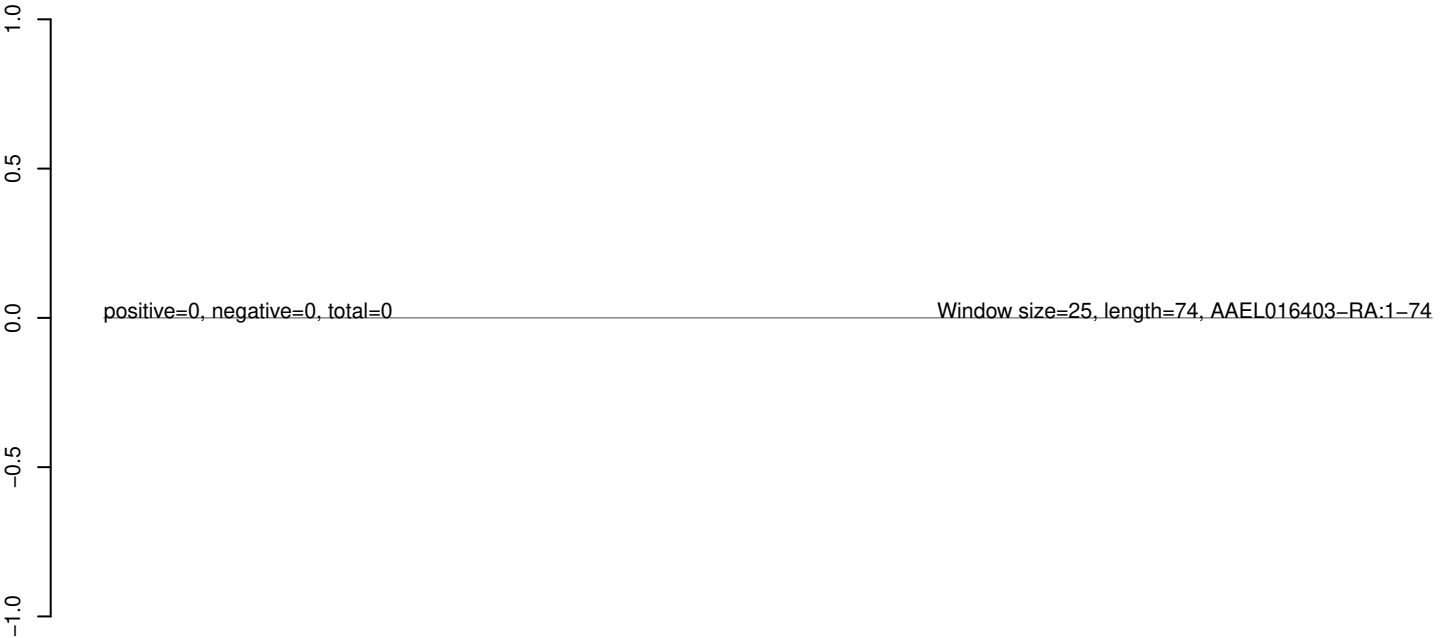 1.0
0.5
0.0
−0.5
−1.0
positive=0, negative=0, total=0
Window size=25, length=74, AAEL016403−RA:1−74